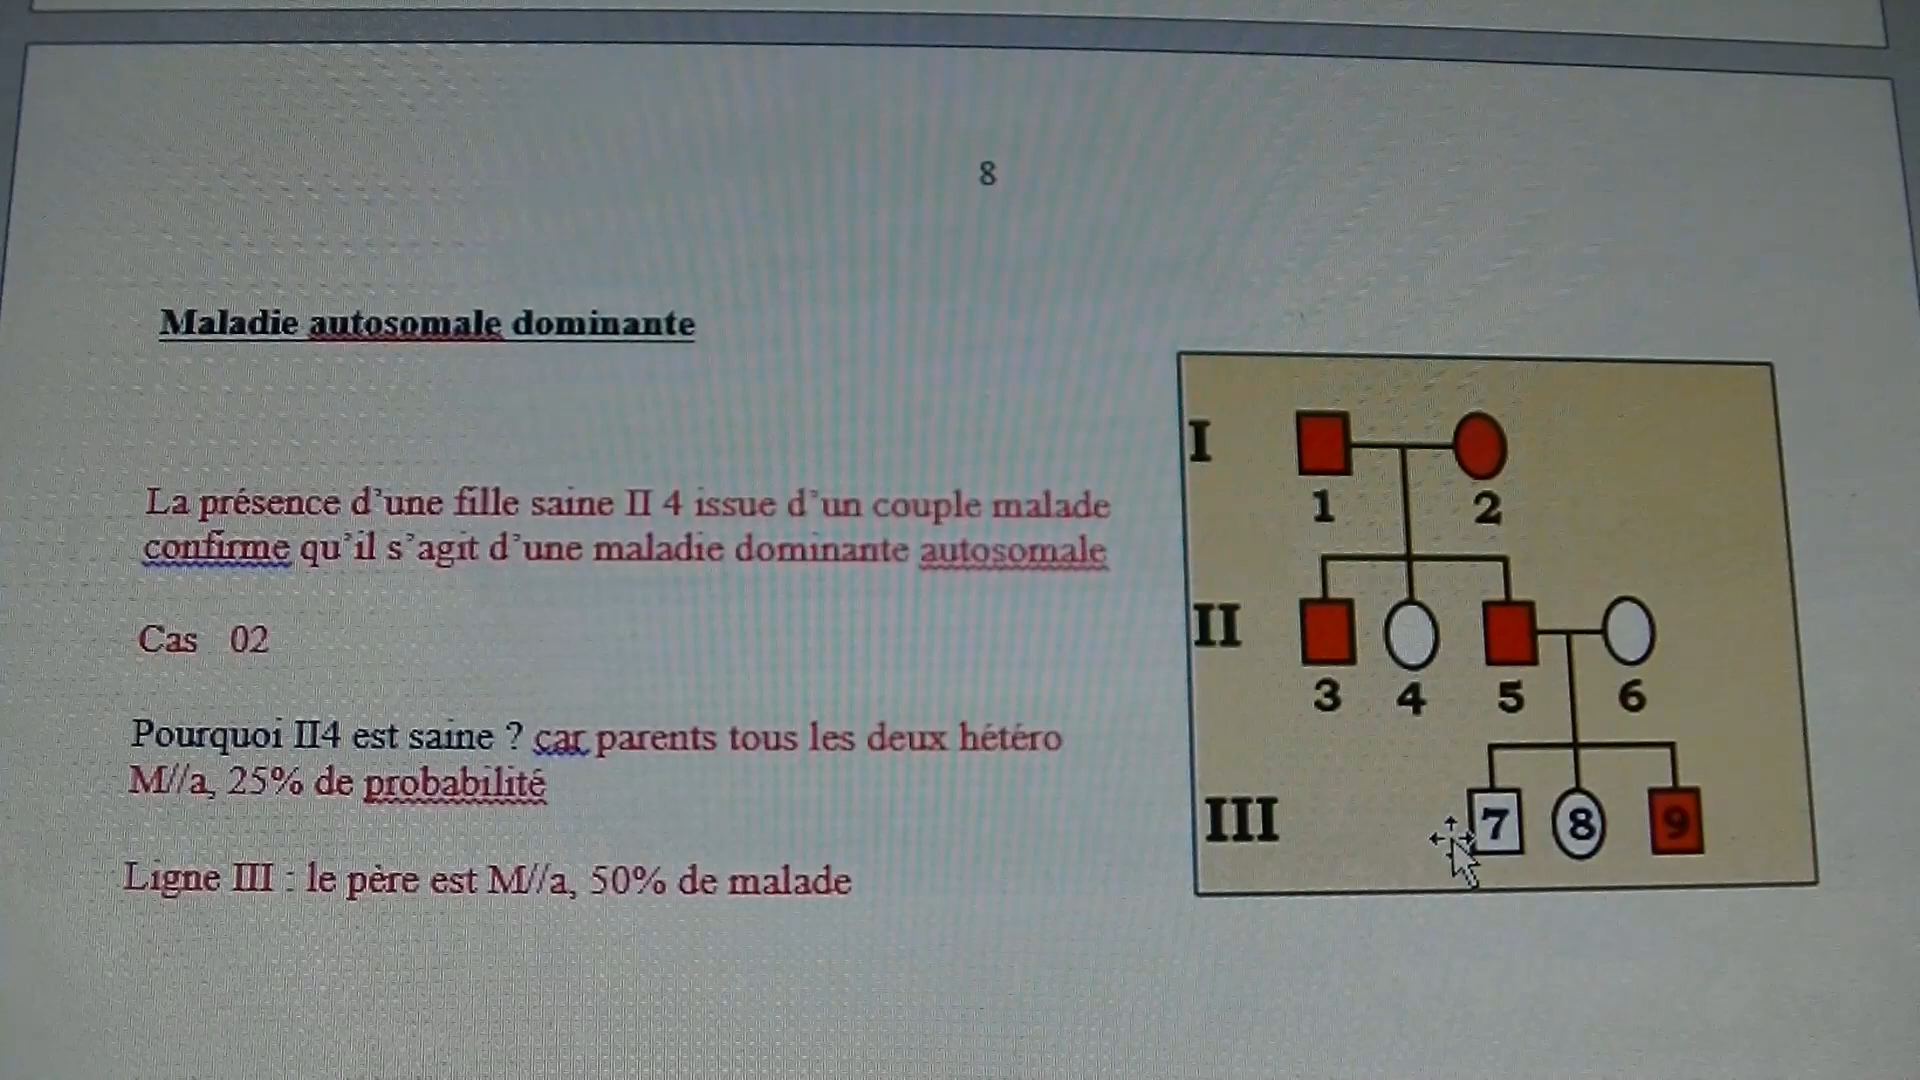 8
Maladie autosomale dominante
La présence d'une fille saine II 4 issue d'un couple malade
confirme qu'il s'agit d'une maladie dominante autosomale
Cas 02
Pourquoi II4 est saine ? car parents tous les deux hétéro
M//a, 25% de probabilité
Ligne III : le père est M//a, 50% de malade
I
1 2
II
3 4 5 6
III 7 8 9